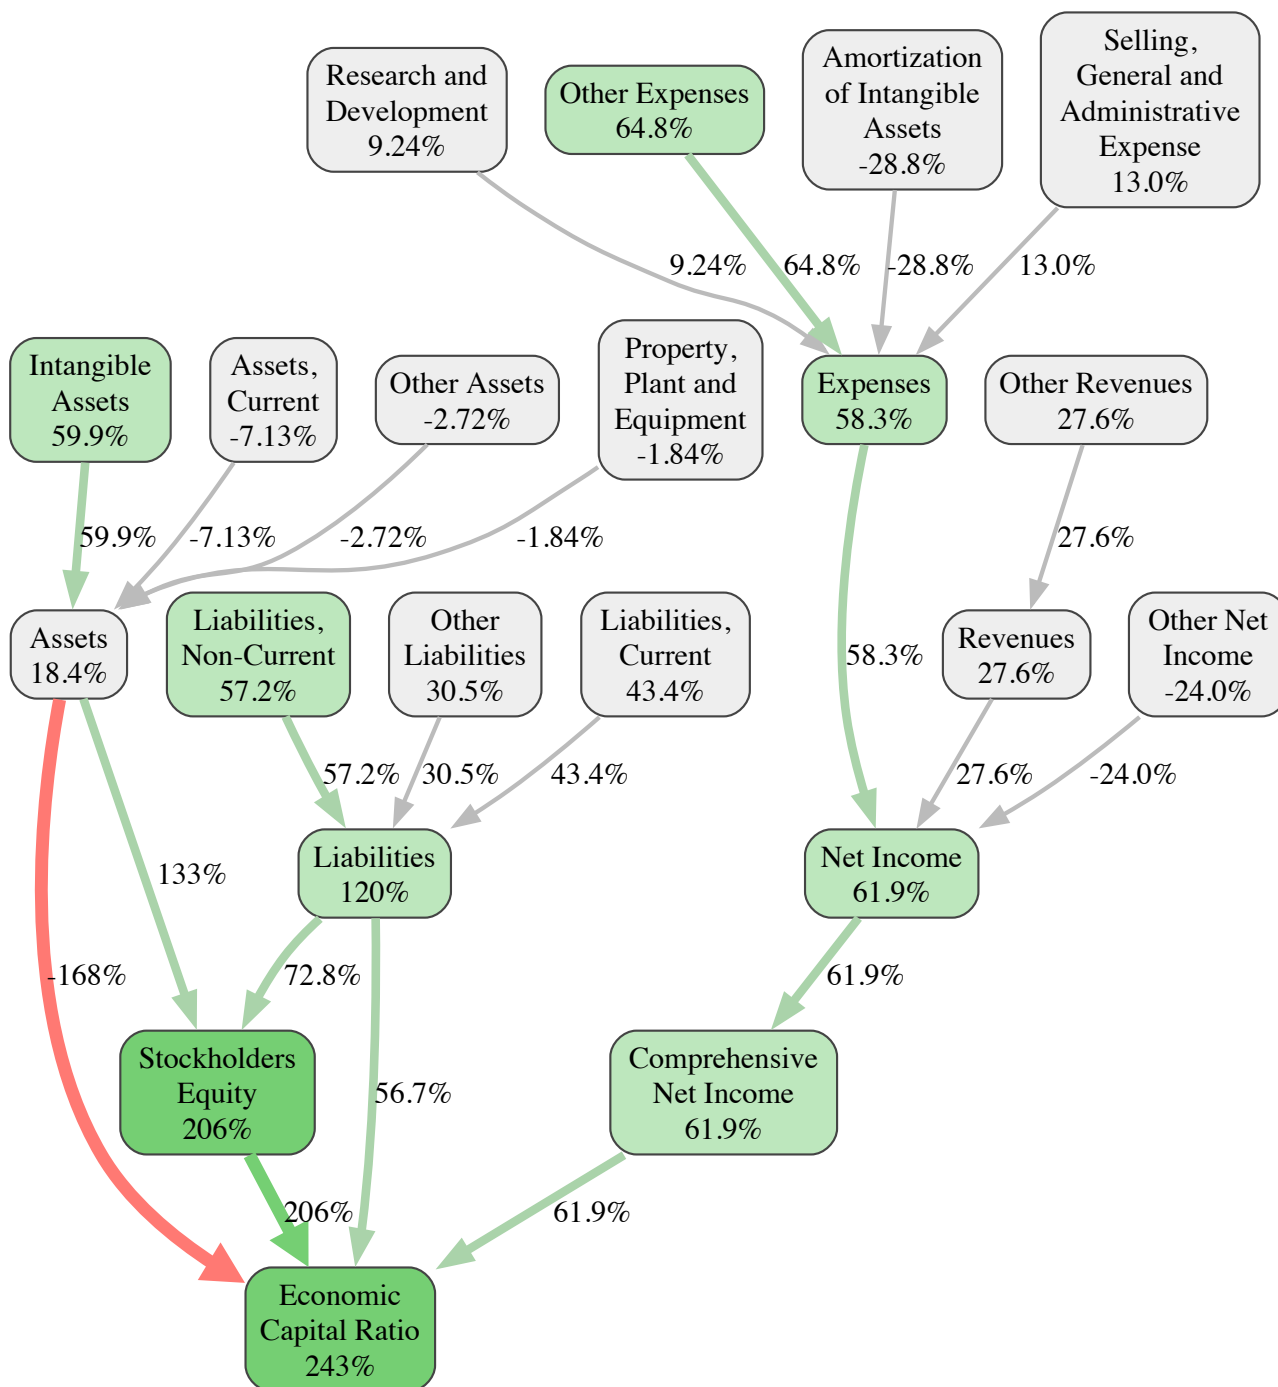 Research and
Development
9.24%
Other Expenses
64.8%
Amortization
of Intangible
Assets
-28.8%
Selling,
General and
Administrative
Expense
13.0%
9.24%
64.8%
-28.8%
13.0%
Intangible
Assets
59.9%
Assets,
Current
-7.13%
Other Assets
-2.72%
Property,
Plant and
Equipment
-1.84%
Expenses
58.3%
Other Revenues
27.6%
59.9%
-7.13%
-2.72%
-1.84%
27.6%
Assets
18.4%
Liabilities,
Non-Current
57.2%
Other
Liabilities
30.5%
Liabilities,
Current
43.4%
58.3%
Revenues
27.6%
Other Net
Income
-24.0%
57.2%
30.5%
43.4%
27.6%
-24.0%
133%
Liabilities
120%
Net Income
61.9%
-168%
72.8%
61.9%
Stockholders
Equity
206%
56.7%
Comprehensive
Net Income
61.9%
206%
61.9%
Economic
Capital Ratio
243%